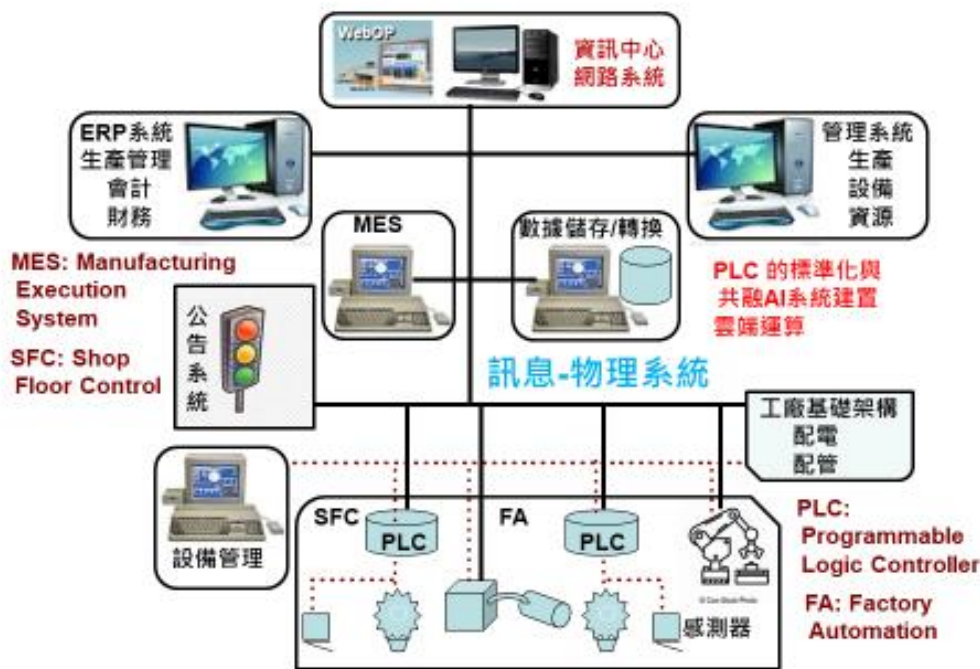 WebOP
資訊中心
網路系統
ERP系統
生產管理
會計
財務
管理系統
生產
設備
資源
MES
數據儲存/轉換
MES: Manufacturing
Execution
System
SFC: Shop
Floor Control
公告系統
PLC 的標準化與
共融AI系統建置
雲端運算
訊息-物理系統
工廠基礎架構
配電
配管
設備管理
SFC
PLC
FA
PLC
© Can Stock Photo
感測器
PLC:
Programmable
Logic Controller
FA: Factory
Automation